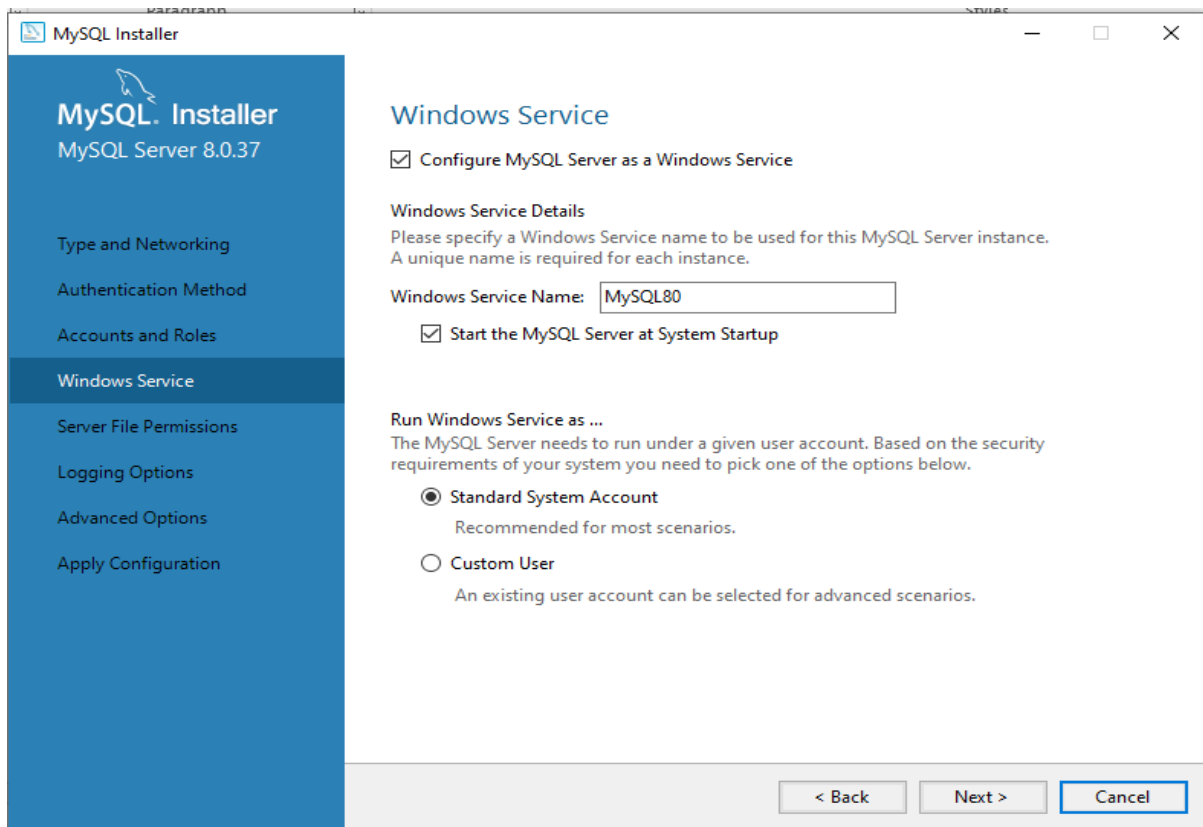 Paragraph
Styles
MySQL Installer
MySQL. Installer
MySQL Server 8.0.37
Type and Networking
Authentication Method
Accounts and Roles
Windows Service
Server File Permissions
Logging Options
Advanced Options
Apply Configuration
Windows Service
Configure MySQL Server as a Windows Service
Windows Service Details
Please specify a Windows Service name to be used for this MySQL Server instance.
A unique name is required for each instance.
Windows Service Name: MySQL80
Start the MySQL Server at System Startup
Run Windows Service as ...
The MySQL Server needs to run under a given user account. Based on the security
requirements of your system you need to pick one of the options below.
Standard System Account
Recommended for most scenarios.
Custom User
An existing user account can be selected for advanced scenarios.
< Back
Next >
Cancel